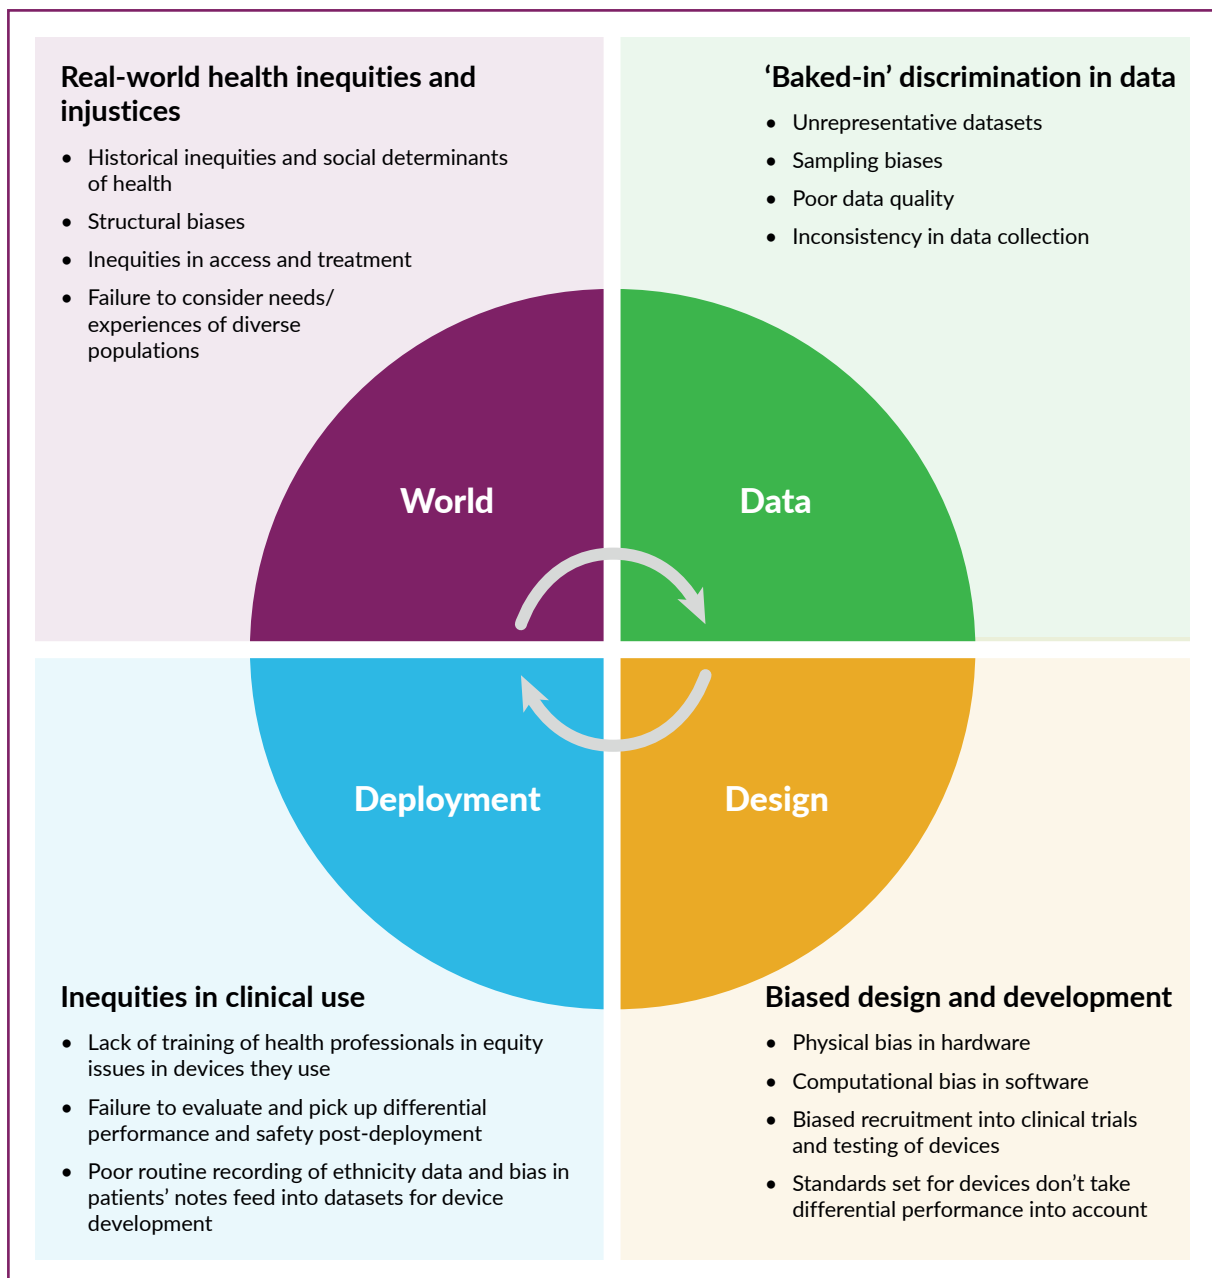 Real-world health inequities and
injustices
• Historical inequities and social determinants
of health
• Structural biases
• Inequities in access and treatment
• Failure to consider needs/
experiences of diverse
populations
‘Baked-in’ discrimination in data
• Unrepresentative datasets
• Sampling biases
• Poor data quality
• Inconsistency in data collection
World
Data
Deployment
Design
Inequities in clinical use
• Lack of training of health professionals in equity
issues in devices they use
• Failure to evaluate and pick up differential
performance and safety post-deployment
• Poor routine recording of ethnicity data and bias in
patients’ notes feed into datasets for device
development
Biased design and development
• Physical bias in hardware
• Computational bias in software
• Biased recruitment into clinical trials
and testing of devices
• Standards set for devices don’t take
differential performance into account